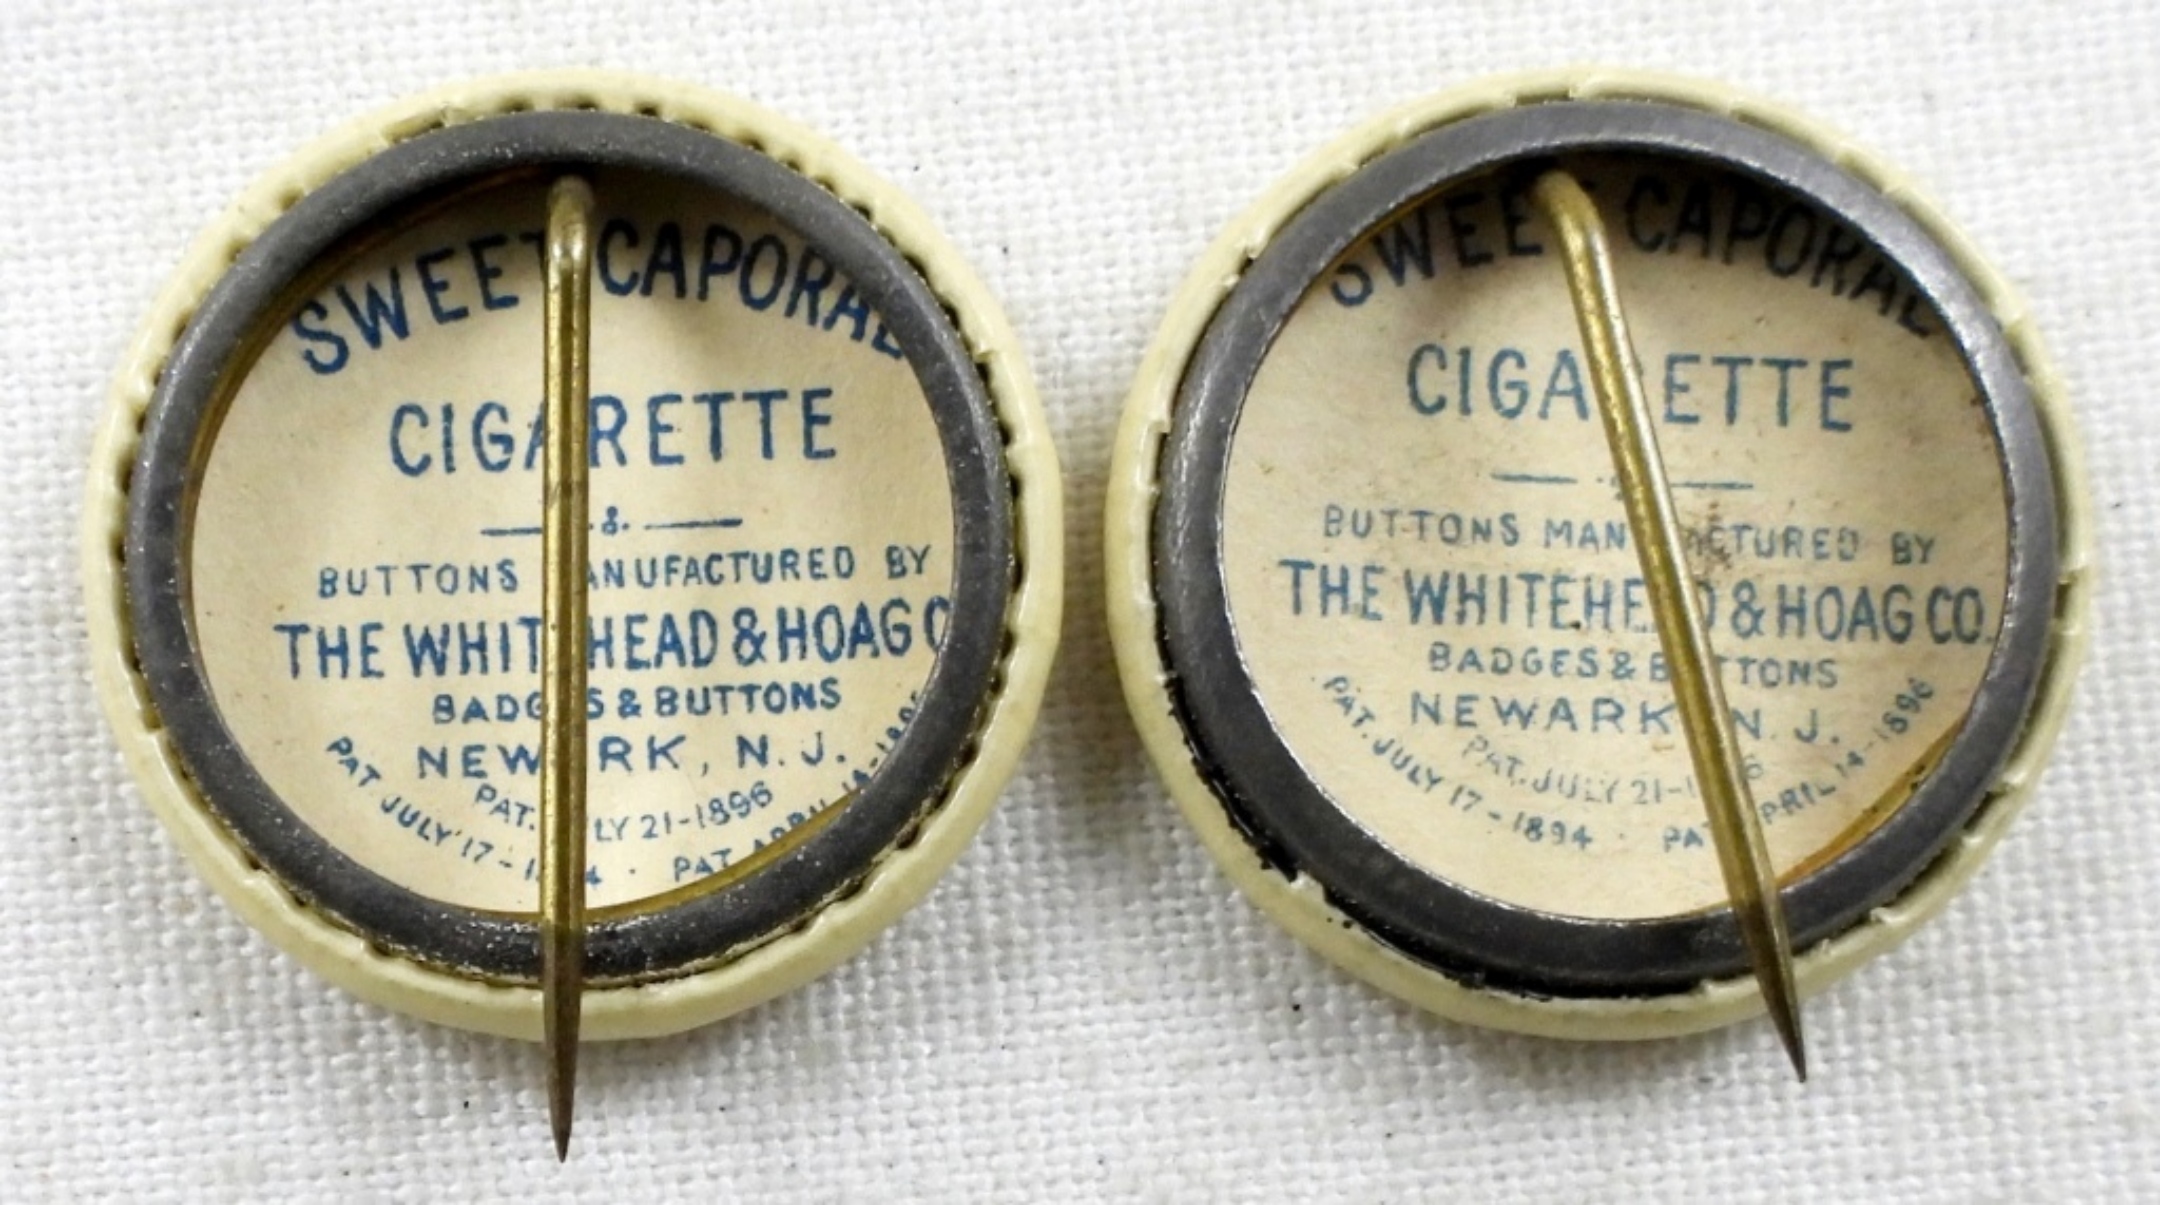 SWEET CAPORAL
CIGARETTE
&
BUTTONS MANUFACTURED BY
THE WHITEHEAD & HOAG C
BADGES & BUTTONS
NEWARK, N. J.
PAT. JULY 21-1896
PAT JULY 17-1894 · PAT APRIL 14-1896
SWEET CAPORAL
CIGARETTE
BUTTONS MANUFACTURED BY
THE WHITEHEAD & HOAG CO.
BADGES & BUTTONS
NEWARK N. J.
PAT. JULY 21-1896
PAT. JULY 17-1894 · PAT APRIL 14-1896